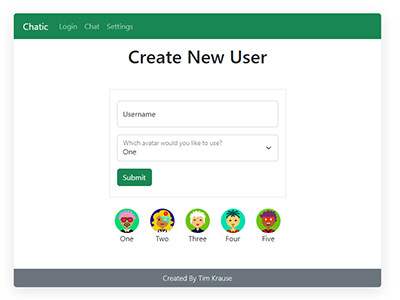 Chatic Login Chat Settings
Create New User
Username
Which avatar would you like to use?
One
Submit
One Two Three Four Five
Created By Tim Krause